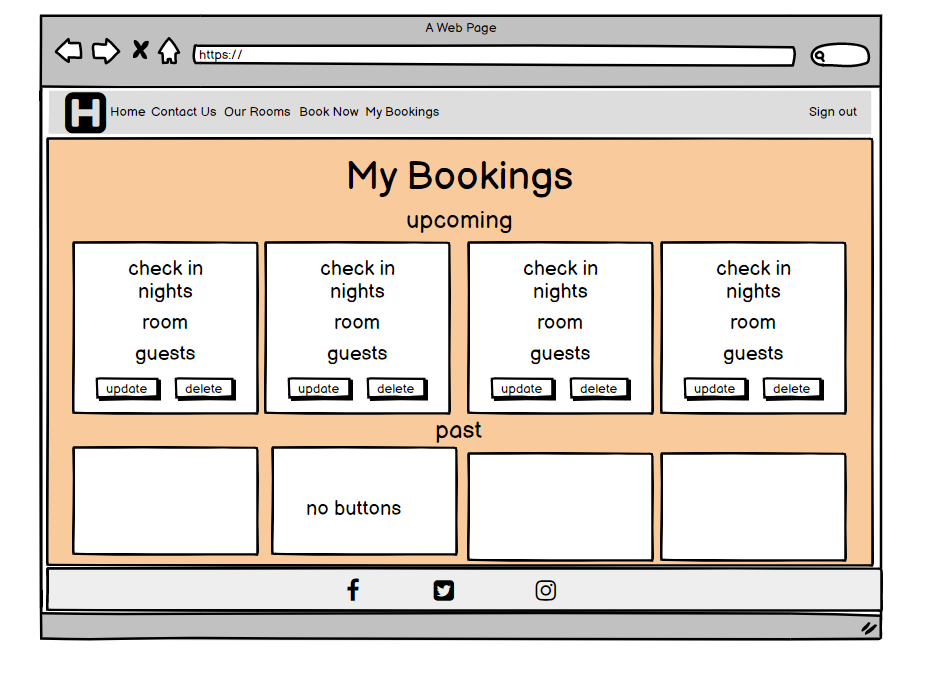 A Web Page
https://
H Home Contact Us Our Rooms Book Now My Bookings Sign out
My Bookings
upcoming
check in check in check in check in
nights nights nights nights
room room room room
guests guests guests guests
update delete update delete update delete update delete
past
no buttons